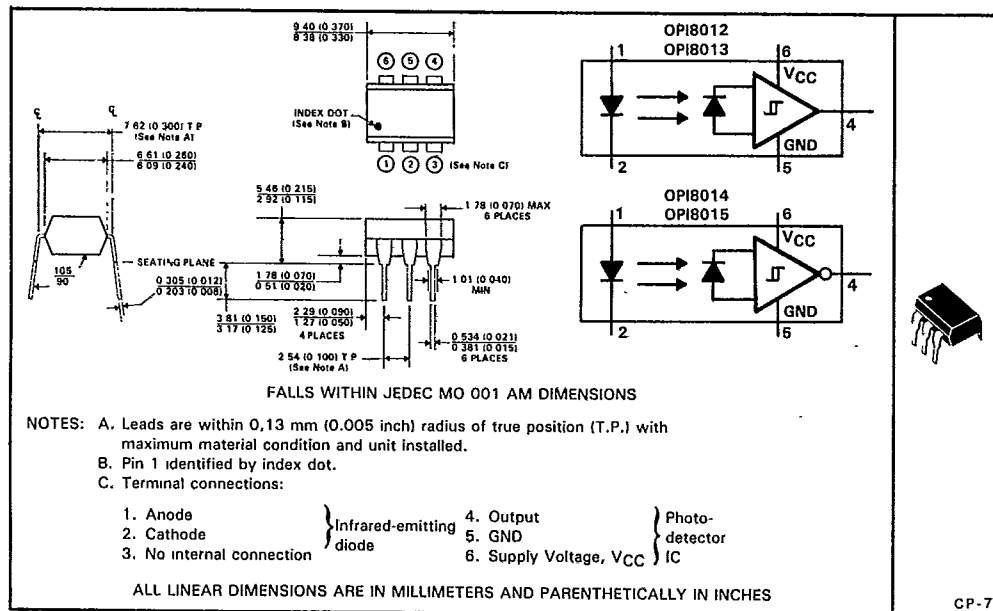 9 40 (0 370)
8 38 (0 330)
6 5 4
INDEX DOT
(See Note B)
1 2 3 (See Note C)
℄ ℄
7 62 (0 300) T P
(See Note A)
6 61 (0 260)
6 09 (0 240)
105
90
SEATING PLANE
0 305 (0 012)
0 203 (0 008)
5 46 (0 215)
2 92 (0 115)
1 78 (0 070) MAX
6 PLACES
1 78 (0 070)
0 51 (0 020)
1 01 (0 040)
MIN
3 81 (0 150)
3 17 (0 125)
2 29 (0 090)
1 27 (0 050)
4 PLACES
0 534 (0 021)
0 381 (0 015)
6 PLACES
2 54 (0 100) T P
(See Note A)
OPI8012
OPI8013
1
6
VCC
4
GND
2
5
OPI8014
OPI8015
1
6
VCC
4
GND
2
5
FALLS WITHIN JEDEC MO 001 AM DIMENSIONS
NOTES: A. Leads are within 0,13 mm (0.005 inch) radius of true position (T.P.) with
maximum material condition and unit installed.
B. Pin 1 identified by index dot.
C. Terminal connections:
1. Anode
2. Cathode
3. No internal connection
Infrared-emitting
diode
4. Output
5. GND
6. Supply Voltage, VCC
Photo-
detector
IC
ALL LINEAR DIMENSIONS ARE IN MILLIMETERS AND PARENTHETICALLY IN INCHES
CP-7